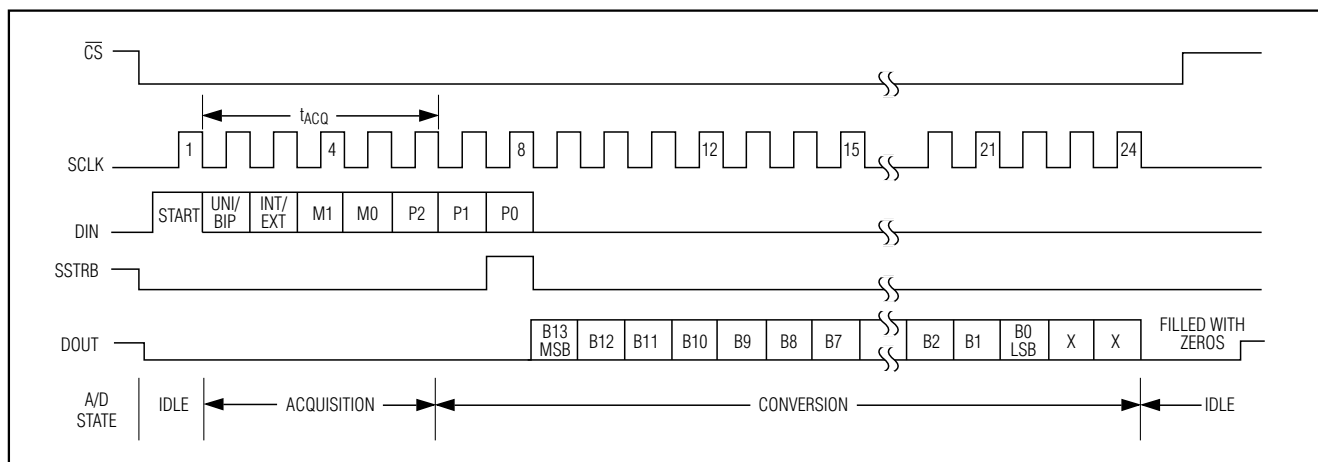 CS
tACQ
SCLK 1 4 8 12 15 21 24
DIN START UNI/BIP INT/EXT M1 M0 P2 P1 P0
SSTRB
DOUT B13 MSB B12 B11 B10 B9 B8 B7 B2 B1 B0 LSB X X FILLED WITH ZEROS
A/D STATE IDLE ACQUISITION CONVERSION IDLE